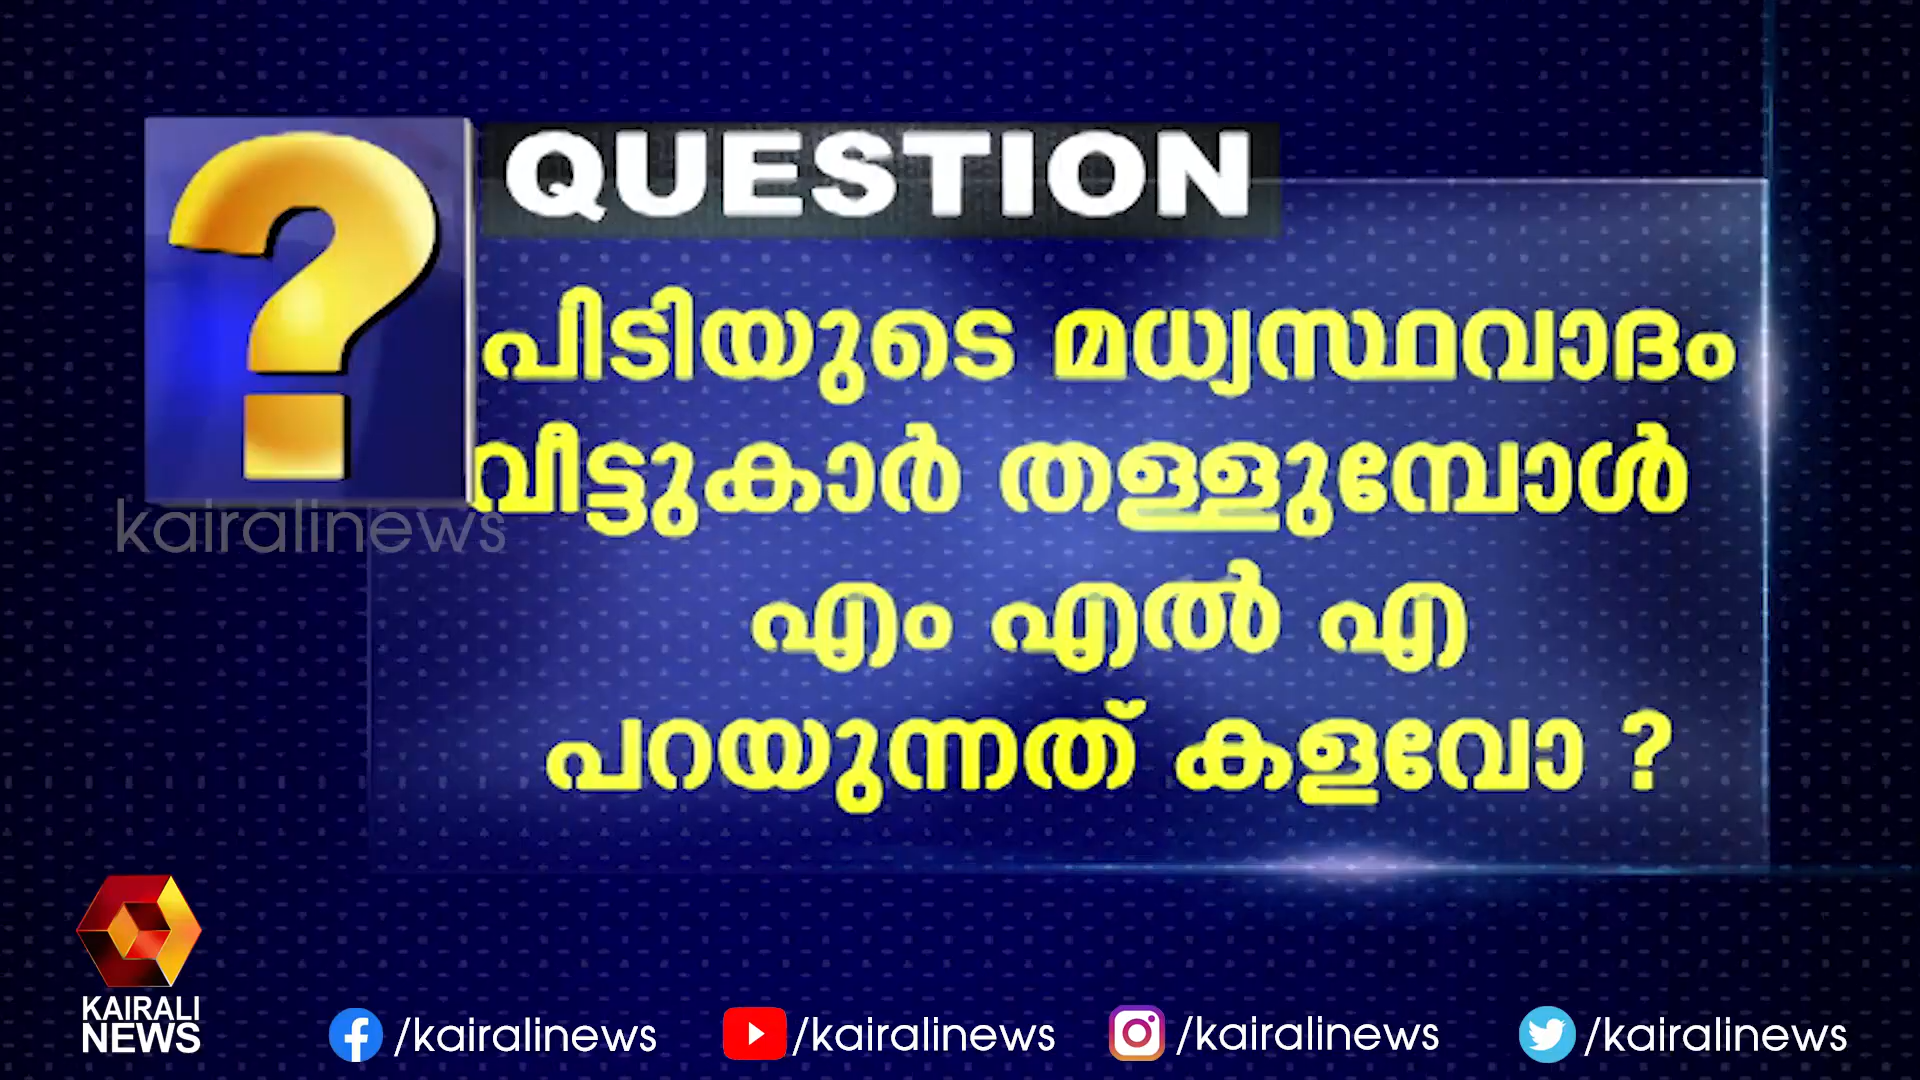 ?
QUESTION
പിടിയുടെ മധ്യസ്ഥവാദം
വീട്ടുകാർ തള്ളുമ്പോൾ
എം എൽ എ
പറയുന്നത് കളവോ ?
kairalinews
KAIRALI
NEWS
/kairalinews /kairalinews /kairalinews /kairalinews